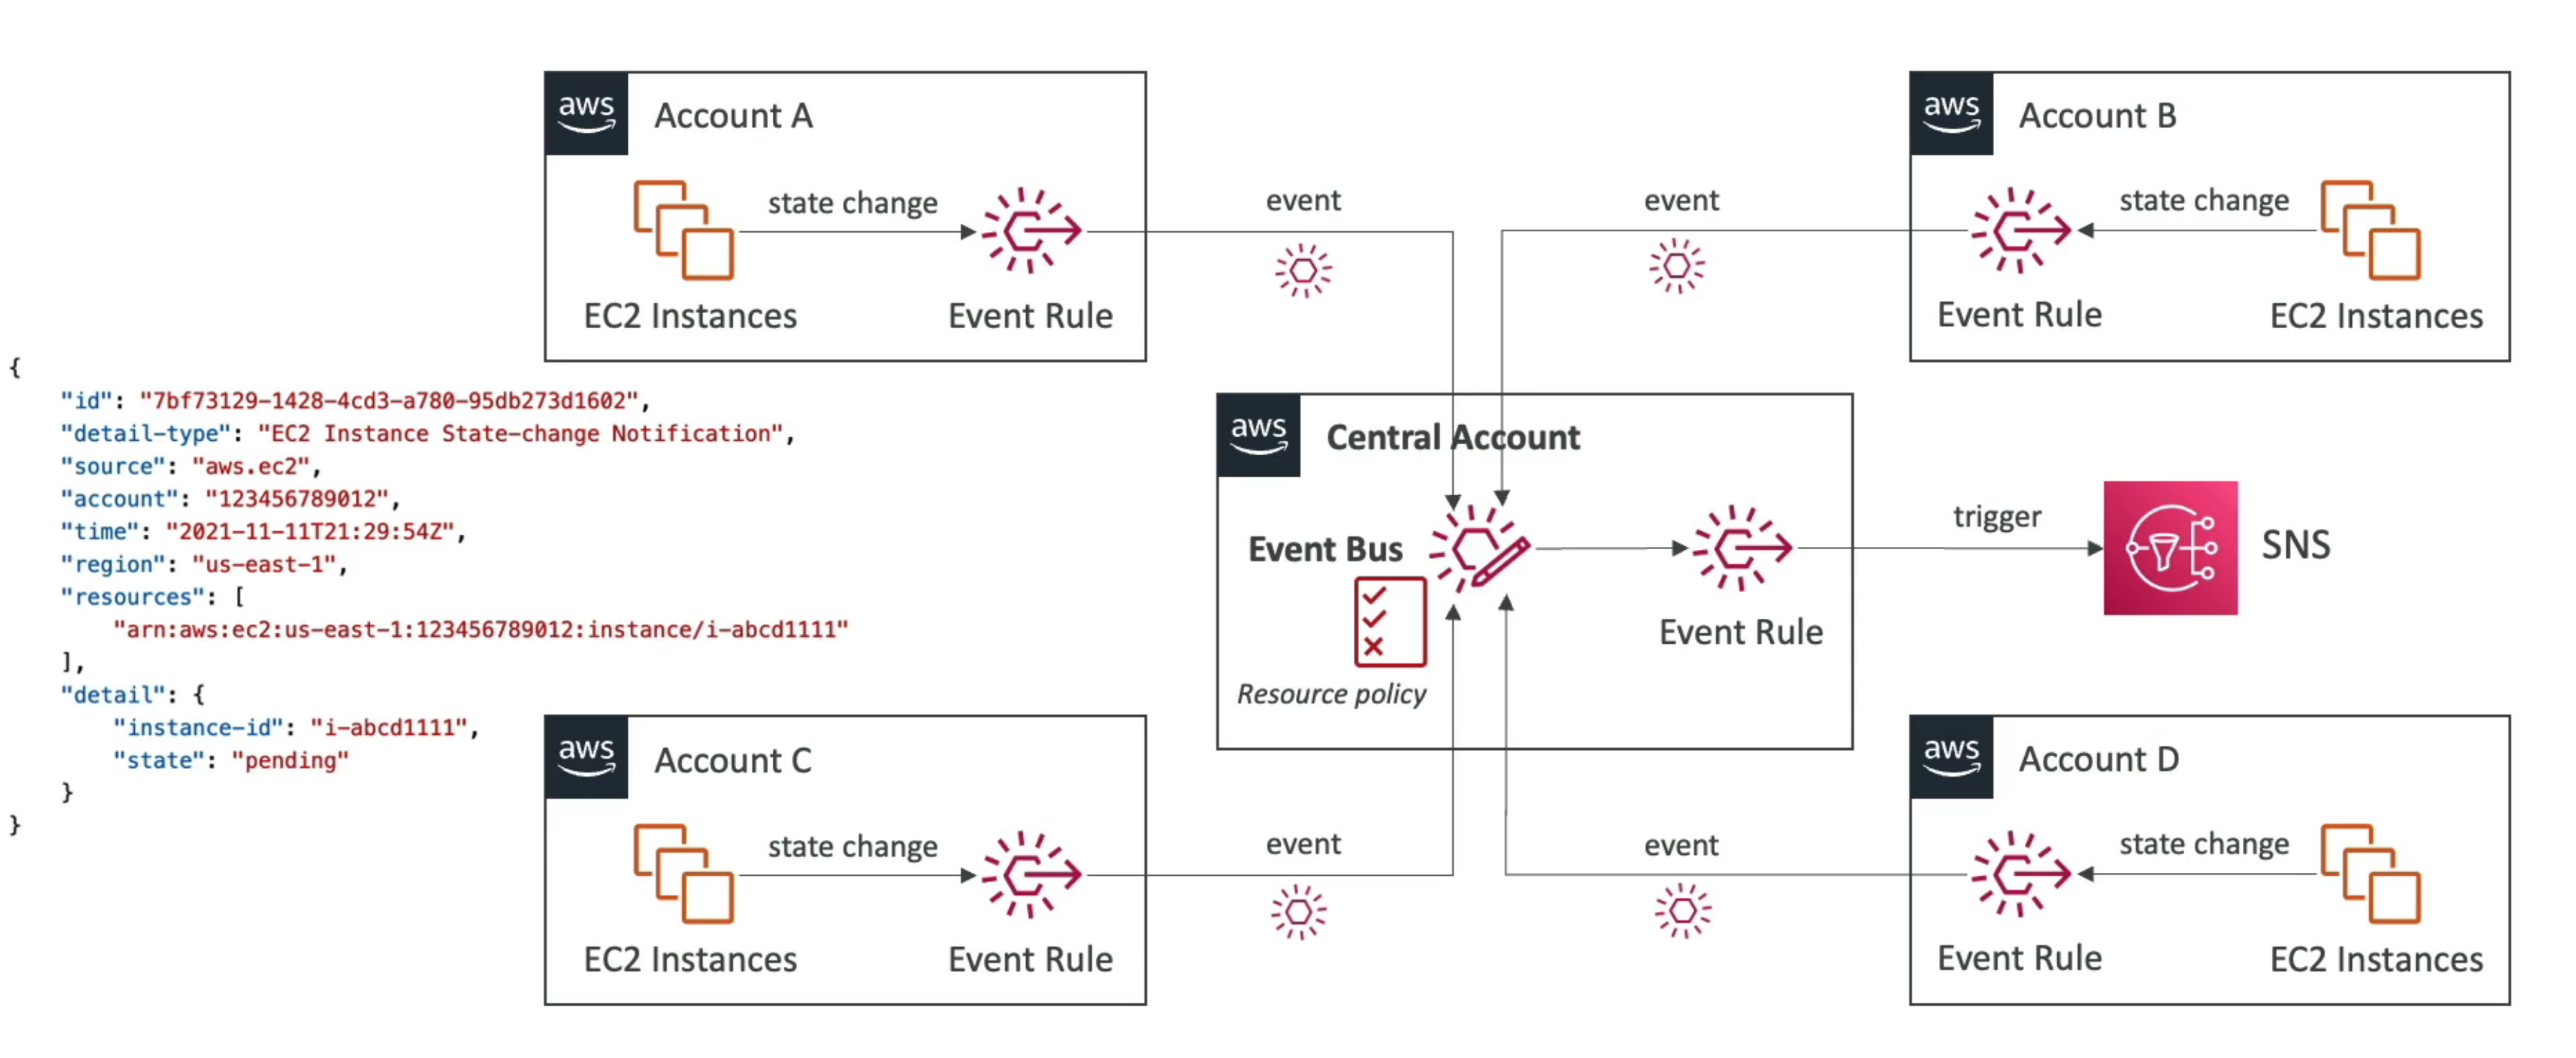 aws
Account A
state change
EC2 Instances
Event Rule
event
event
aws
Account B
state change
Event Rule
EC2 Instances
{
"id": "7bf73129-1428-4cd3-a780-95db273d1602",
"detail-type": "EC2 Instance State-change Notification",
"source": "aws.ec2",
"account": "123456789012",
"time": "2021-11-11T21:29:54Z",
"region": "us-east-1",
"resources": [
"arn:aws:ec2:us-east-1:123456789012:instance/i-abcd1111"
],
"detail": {
"instance-id": "i-abcd1111",
"state": "pending"
}
}
aws
Central Account
Event Bus
Resource policy
Event Rule
trigger
SNS
aws
Account C
state change
EC2 Instances
Event Rule
event
event
aws
Account D
state change
Event Rule
EC2 Instances